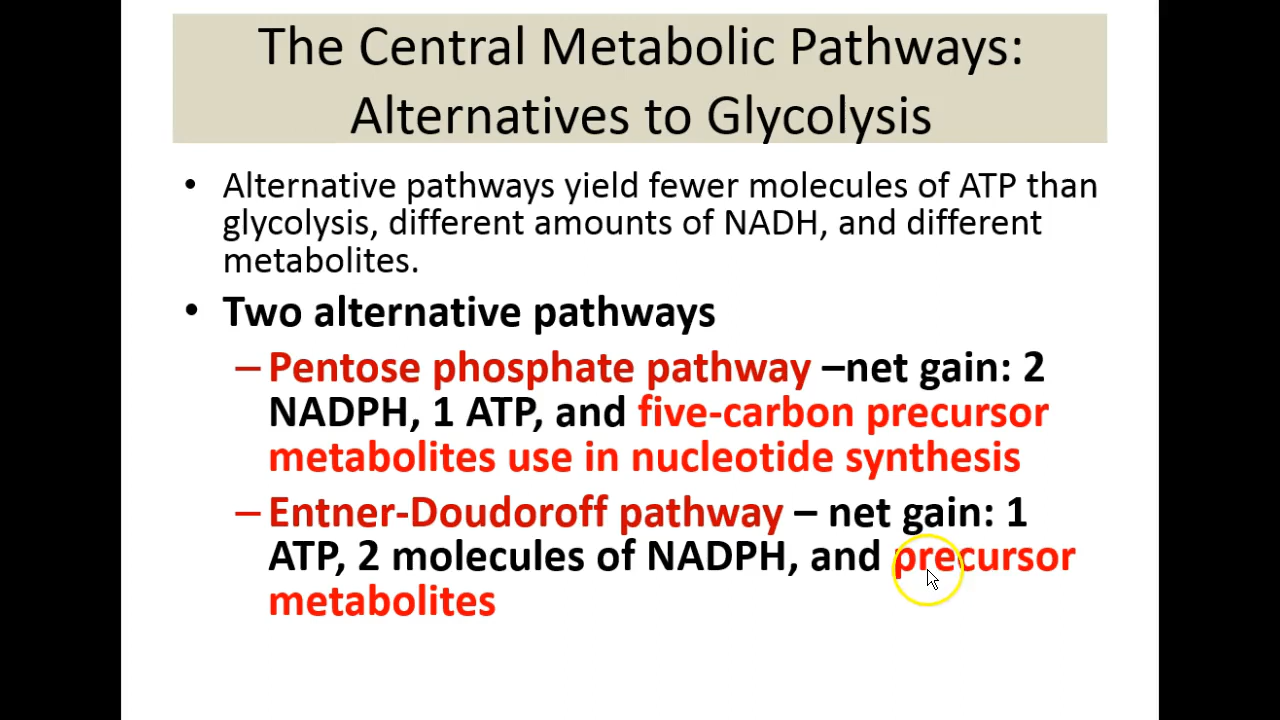 The Central Metabolic Pathways:
Alternatives to Glycolysis
• Alternative pathways yield fewer molecules of ATP than
glycolysis, different amounts of NADH, and different
metabolites.
• Two alternative pathways
–Pentose phosphate pathway –net gain: 2
NADPH, 1 ATP, and five-carbon precursor
metabolites use in nucleotide synthesis
–Entner-Doudoroff pathway – net gain: 1
ATP, 2 molecules of NADPH, and precursor
metabolites